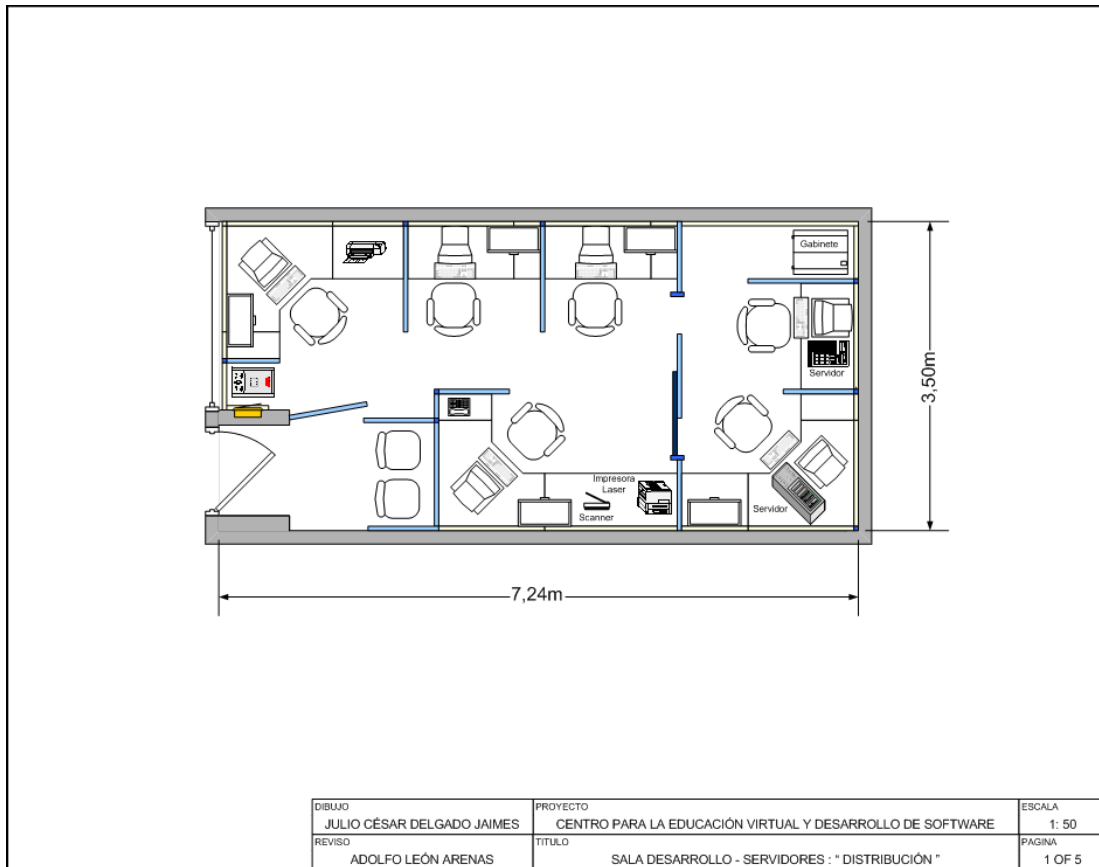 Gabinete
Servidor
3,50m
Impresora
Laser
Scanner
Servidor
7,24m
DIBUJO
JULIO CÉSAR DELGADO JAIMES
PROYECTO
CENTRO PARA LA EDUCACIÓN VIRTUAL Y DESARROLLO DE SOFTWARE
ESCALA
1: 50
REVISO
ADOLFO LEÓN ARENAS
TITULO
SALA DESARROLLO - SERVIDORES : “ DISTRIBUCIÓN ”
PAGINA
1 OF 5